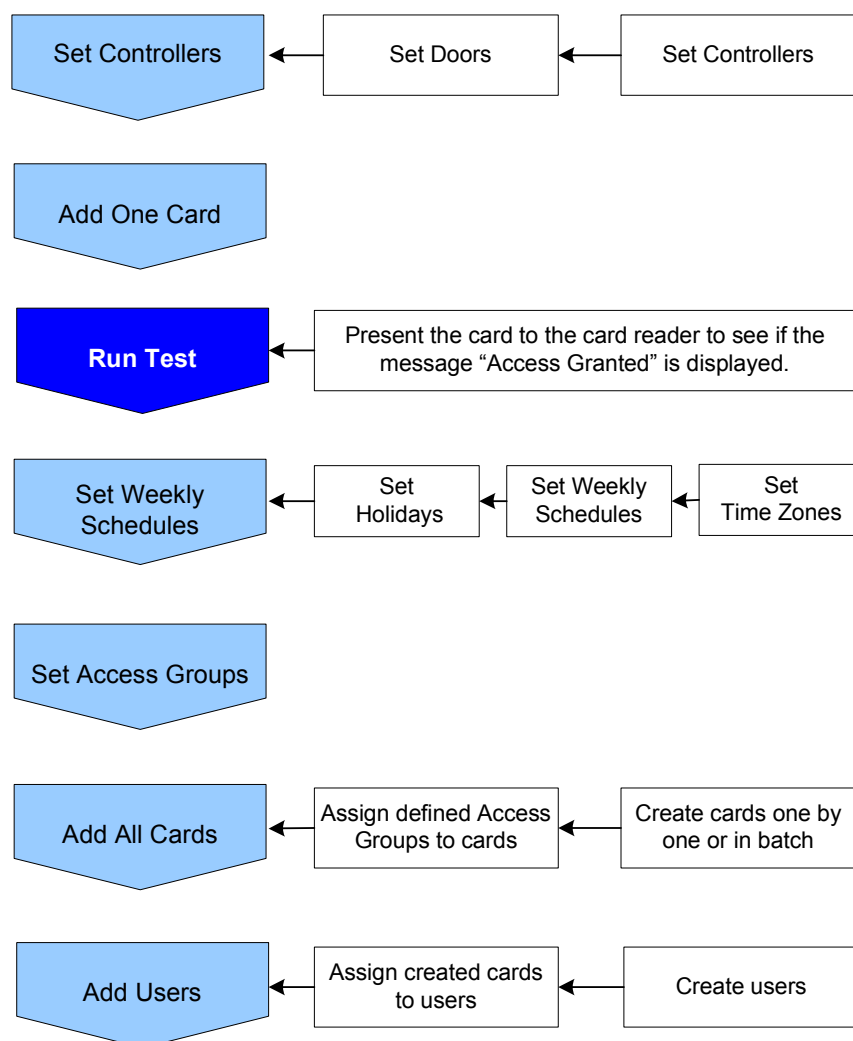 Set Controllers
Set Doors
Set Controllers
Add One Card
Run Test
Present the card to the card reader to see if the
message “Access Granted” is displayed.
Set Weekly
Schedules
Set
Holidays
Set Weekly
Schedules
Set
Time Zones
Set Access Groups
Add All Cards
Assign defined Access
Groups to cards
Create cards one by
one or in batch
Add Users
Assign created cards
to users
Create users